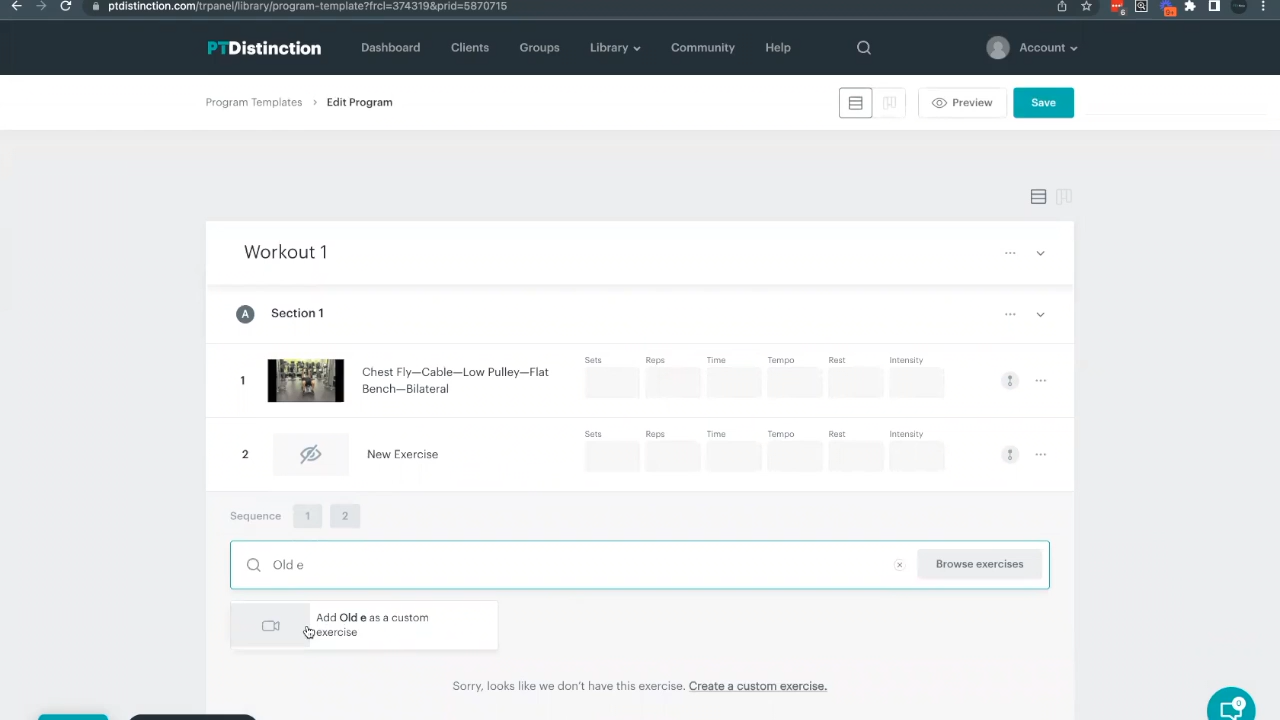 ptdistinction.com/trpanel/library/program-template?frcl=374319&prid=5870715
PTDistinction Dashboard Clients Groups Library Community Help Account
Program Templates > Edit Program Preview Save
Workout 1
A Section 1
Sets Reps Time Tempo Rest Intensity
1 Chest Fly—Cable—Low Pulley—Flat
Bench—Bilateral
Sets Reps Time Tempo Rest Intensity
2 New Exercise
Sequence 1 2
Old e Browse exercises
Add Old e as a custom
exercise
Sorry, looks like we don't have this exercise. Create a custom exercise.
0